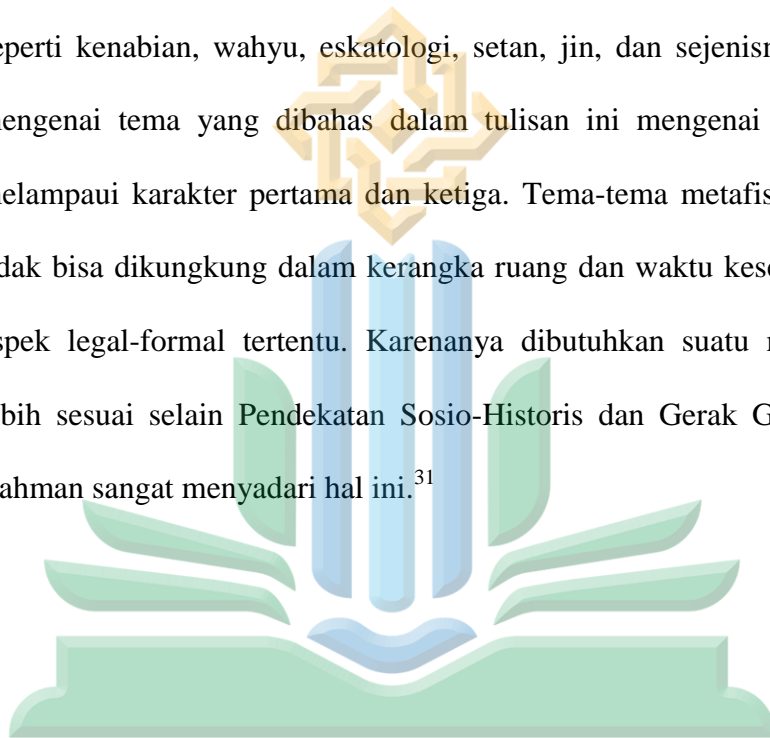 eperti kenabian, wahyu, eskatologi, setan, jin, dan sejenisn
mengenai tema yang dibahas dalam tulisan ini mengenai
melampaui karakter pertama dan ketiga. Tema-tema metafis
dak bisa dikungkung dalam kerangka ruang dan waktu kese
spek legal-formal tertentu. Karenanya dibutuhkan suatu
bih sesuai selain Pendekatan Sosio-Historis dan Gerak G
ahman sangat menyadari hal ini.31